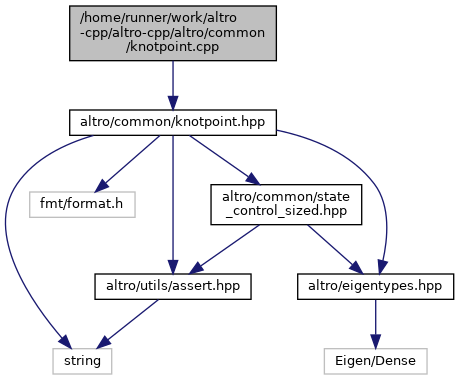 /home/runner/work/altro
-cpp/altro-cpp/altro/common
/knotpoint.cpp
altro/common/knotpoint.hpp
fmt/format.h
altro/common/state
_control_sized.hpp
altro/utils/assert.hpp
altro/eigentypes.hpp
string
Eigen/Dense